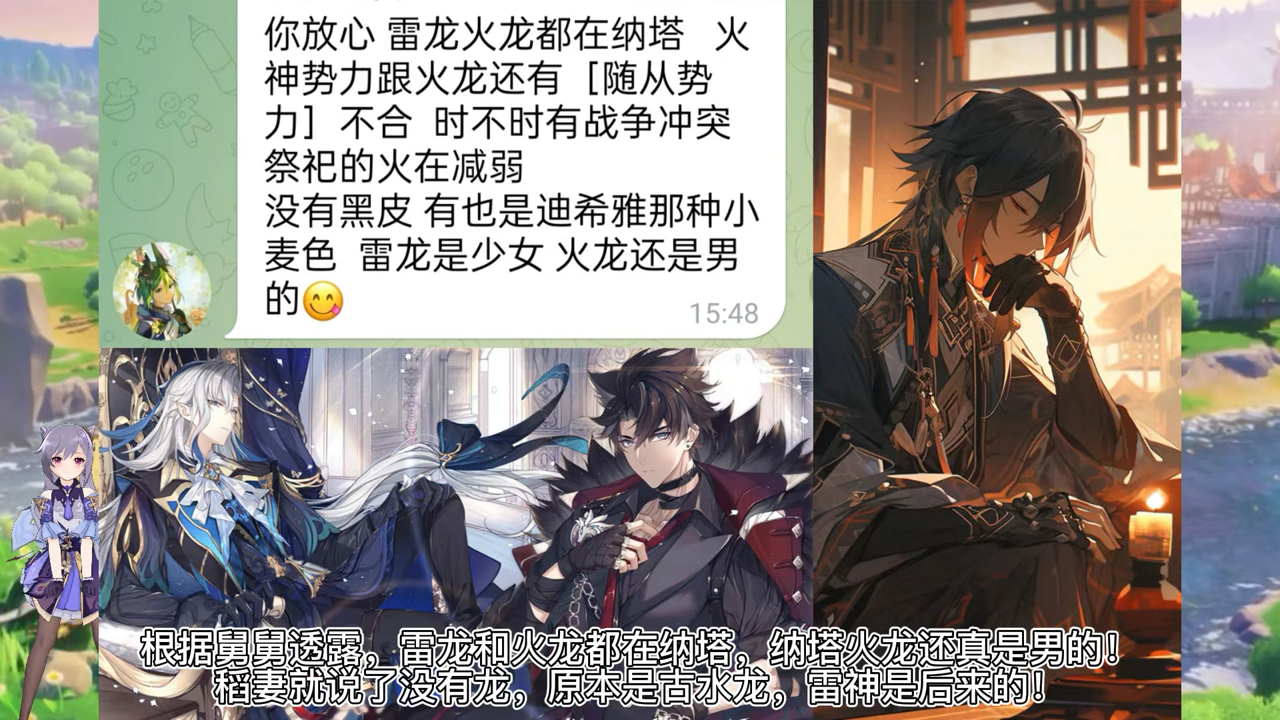 你放心 雷龙火龙都在纳塔 火
神势力跟火龙还有［随从势
力］不合 时不时有战争冲突
祭祀的火在减弱
没有黑皮 有也是迪希雅那种小
麦色 雷龙是少女 火龙还是男
的😋
15:48
根据舅舅透露，雷龙和火龙都在纳塔，纳塔火龙还真是男的！
稻妻就说了没有龙，原本是古水龙，雷神是后来的！